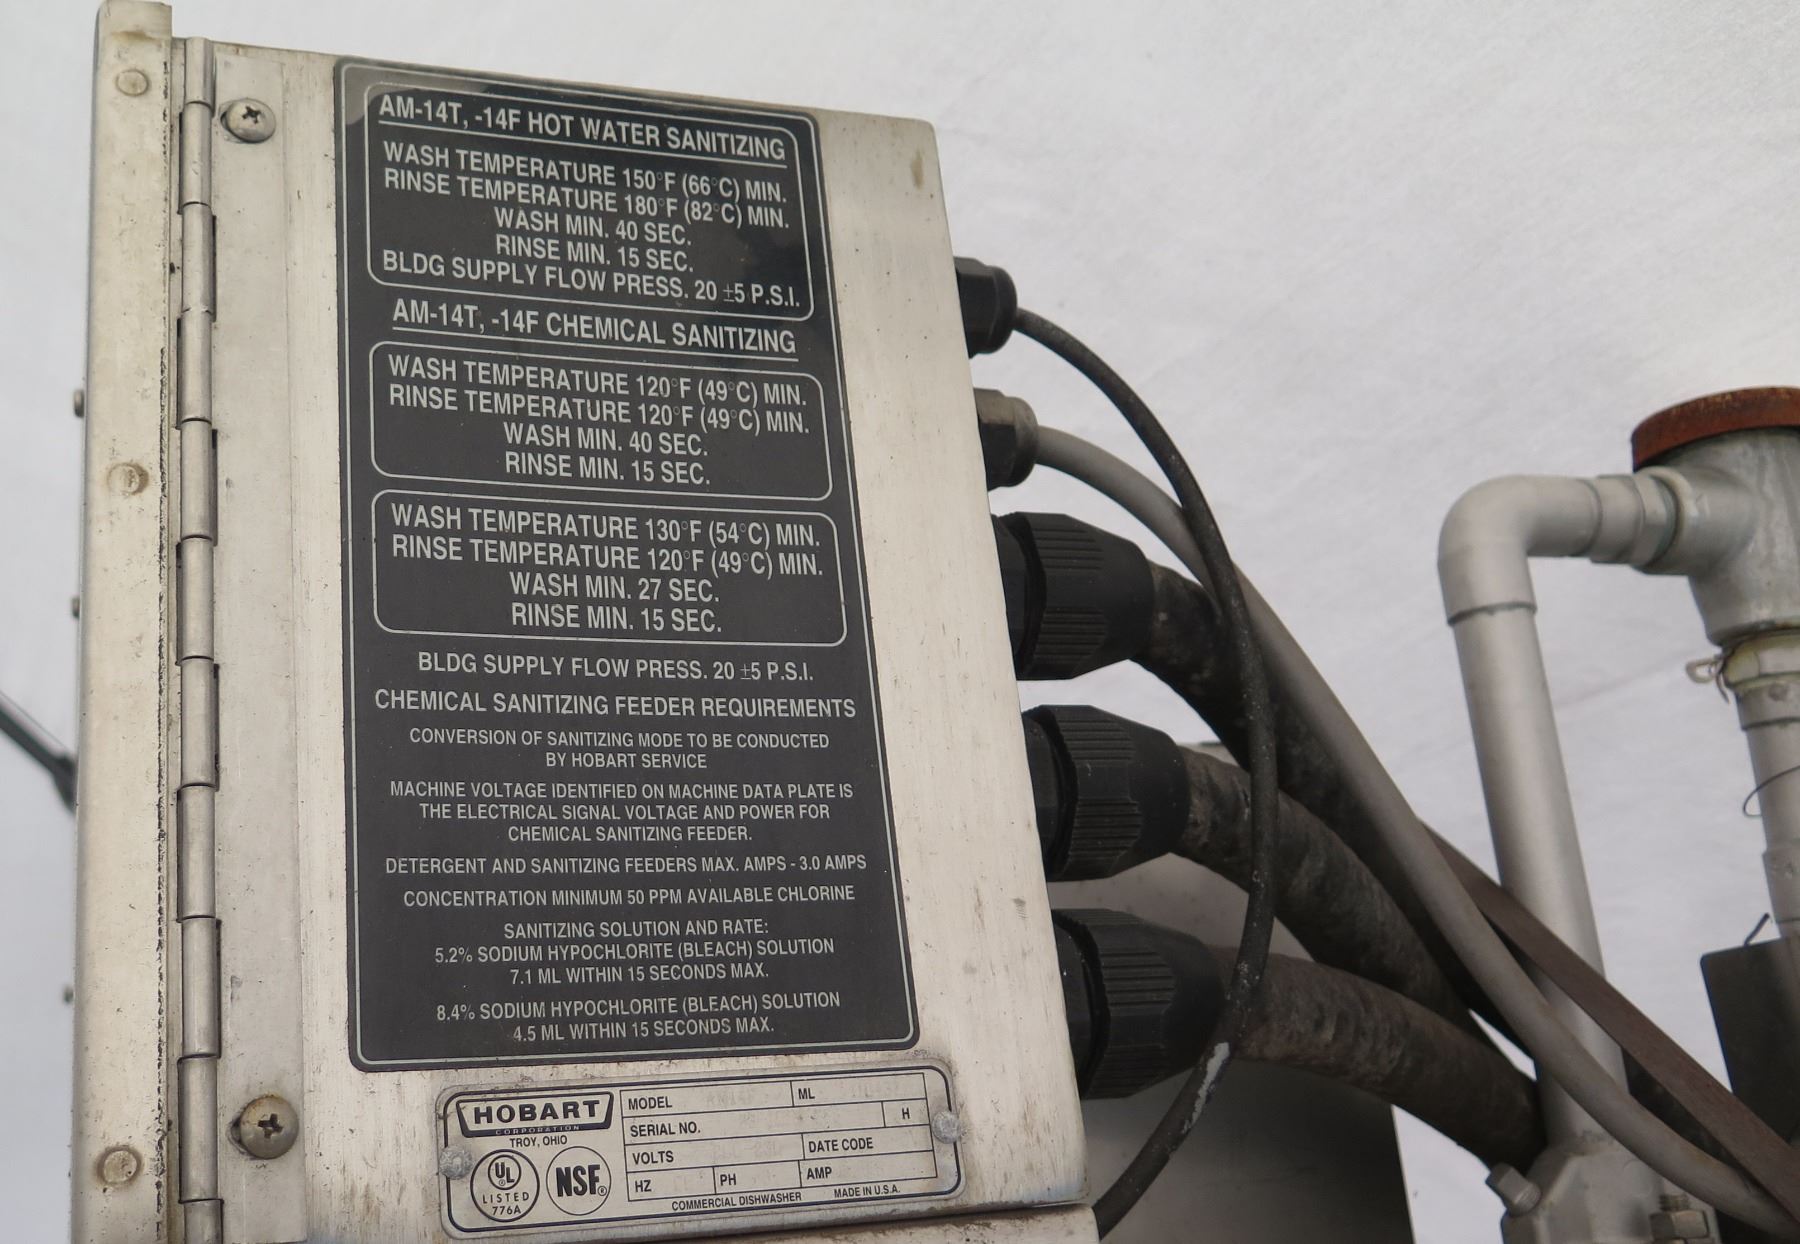 AM-14T, -14F HOT WATER SANITIZING
WASH TEMPERATURE 150°F (66°C) MIN.
RINSE TEMPERATURE 180°F (82°C) MIN.
WASH MIN. 40 SEC.
RINSE MIN. 15 SEC.
BLDG SUPPLY FLOW PRESS. 20 ±5 P.S.I.
AM-14T, -14F CHEMICAL SANITIZING
WASH TEMPERATURE 120°F (49°C) MIN.
RINSE TEMPERATURE 120°F (49°C) MIN.
WASH MIN. 40 SEC.
RINSE MIN. 15 SEC.
WASH TEMPERATURE 130°F (54°C) MIN.
RINSE TEMPERATURE 120°F (49°C) MIN.
WASH MIN. 27 SEC.
RINSE MIN. 15 SEC.
BLDG SUPPLY FLOW PRESS. 20 ±5 P.S.I.
CHEMICAL SANITIZING FEEDER REQUIREMENTS
CONVERSION OF SANITIZING MODE TO BE CONDUCTED
BY HOBART SERVICE
MACHINE VOLTAGE IDENTIFIED ON MACHINE DATA PLATE IS
THE ELECTRICAL SIGNAL VOLTAGE AND POWER FOR
CHEMICAL SANITIZING FEEDER.
DETERGENT AND SANITIZING FEEDERS MAX. AMPS - 3.0 AMPS
CONCENTRATION MINIMUM 50 PPM AVAILABLE CHLORINE
SANITIZING SOLUTION AND RATE:
5.2% SODIUM HYPOCHLORITE (BLEACH) SOLUTION
7.1 ML WITHIN 15 SECONDS MAX.
8.4% SODIUM HYPOCHLORITE (BLEACH) SOLUTION
4.5 ML WITHIN 15 SECONDS MAX.
HOBART
CORPORATION
TROY, OHIO
UL
LISTED
776A
NSF®
MODEL ML
SERIAL NO. H
VOLTS DATE CODE
HZ PH AMP
COMMERCIAL DISHWASHER MADE IN U.S.A.